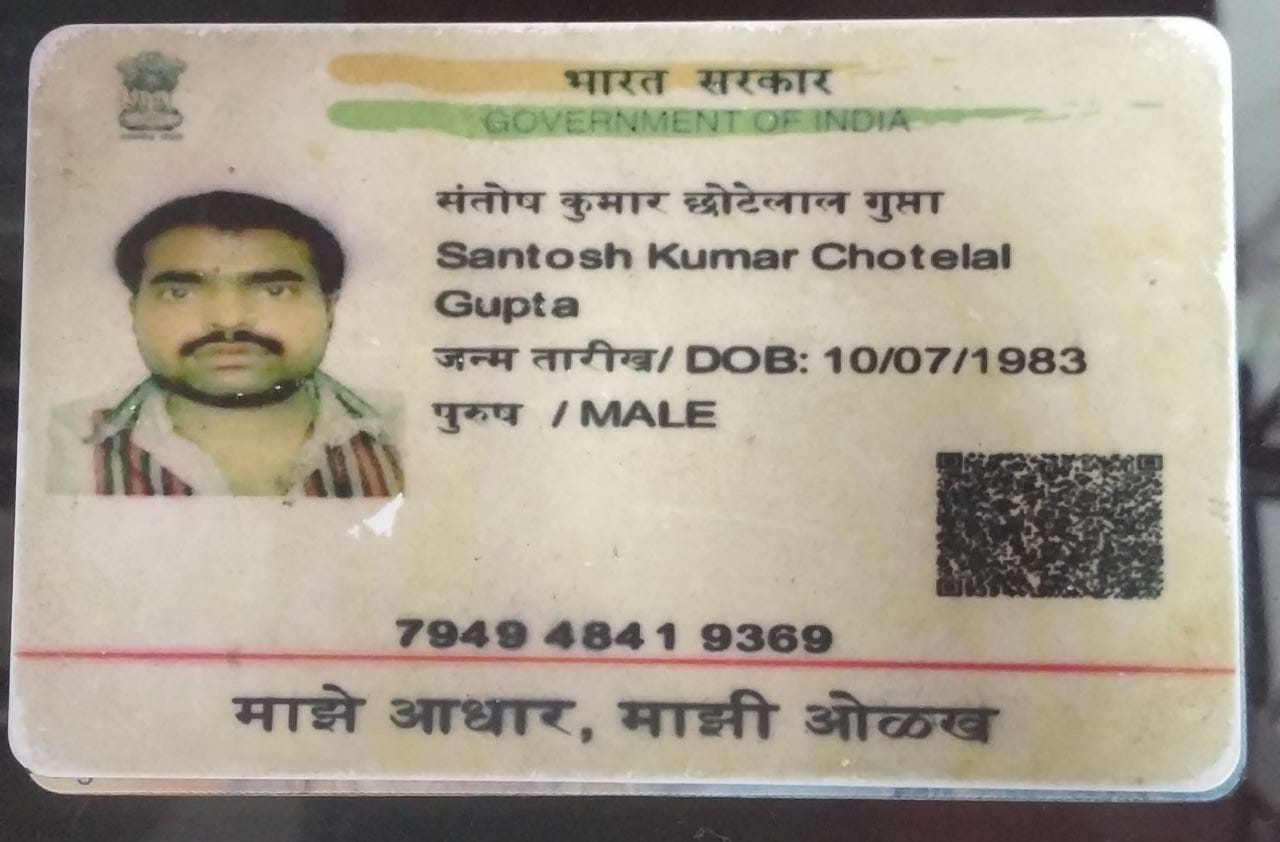 भारत सरकार
GOVERNMENT OF INDIA
संतोष कुमार छोटेलाल गुप्ता
Santosh Kumar Chotelal
Gupta
जन्म तारीख/ DOB: 10/07/1983
पुरुष / MALE
7949 4841 9369
माझे आधार, माझी ओळख